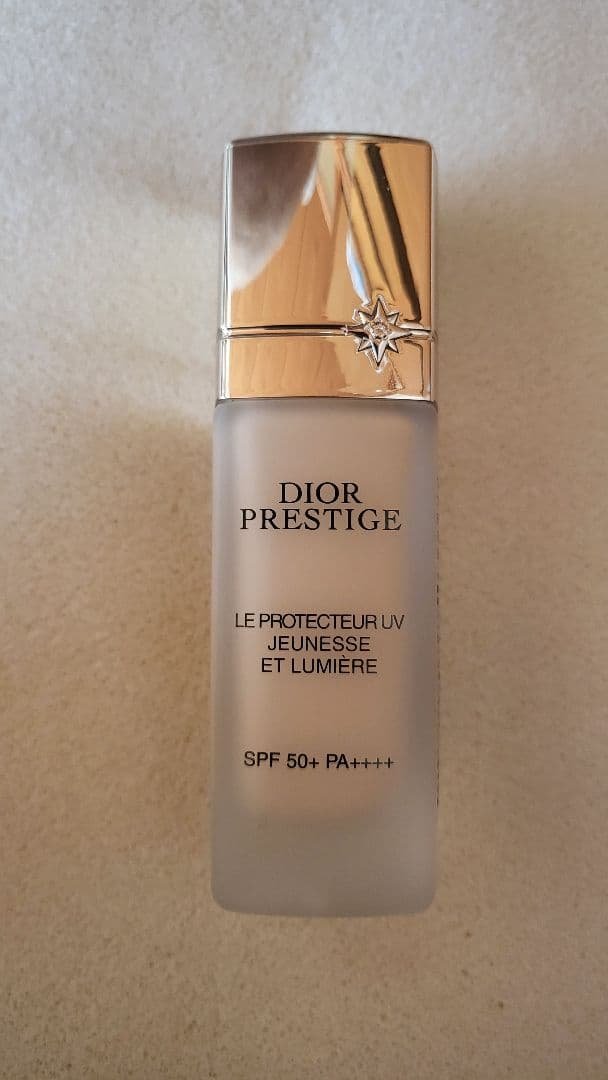 DIOR
PRESTIGE
LE PROTECTEUR UV
JEUNESSE
ET LUMIÈRE
SPF 50+ PA++++